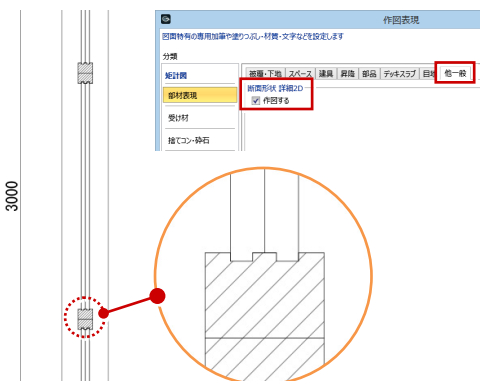 作図表現
図面特有の専用加筆や塗りつぶし・材質・文字などを設定します
分類
矩計図
部材表現
受け材
捨てコン・砕石
被覆・下地 スペース 建具 昇降 部品 デッキスラブ 目地 他一般
断面形状 詳細2D
作図する
3000